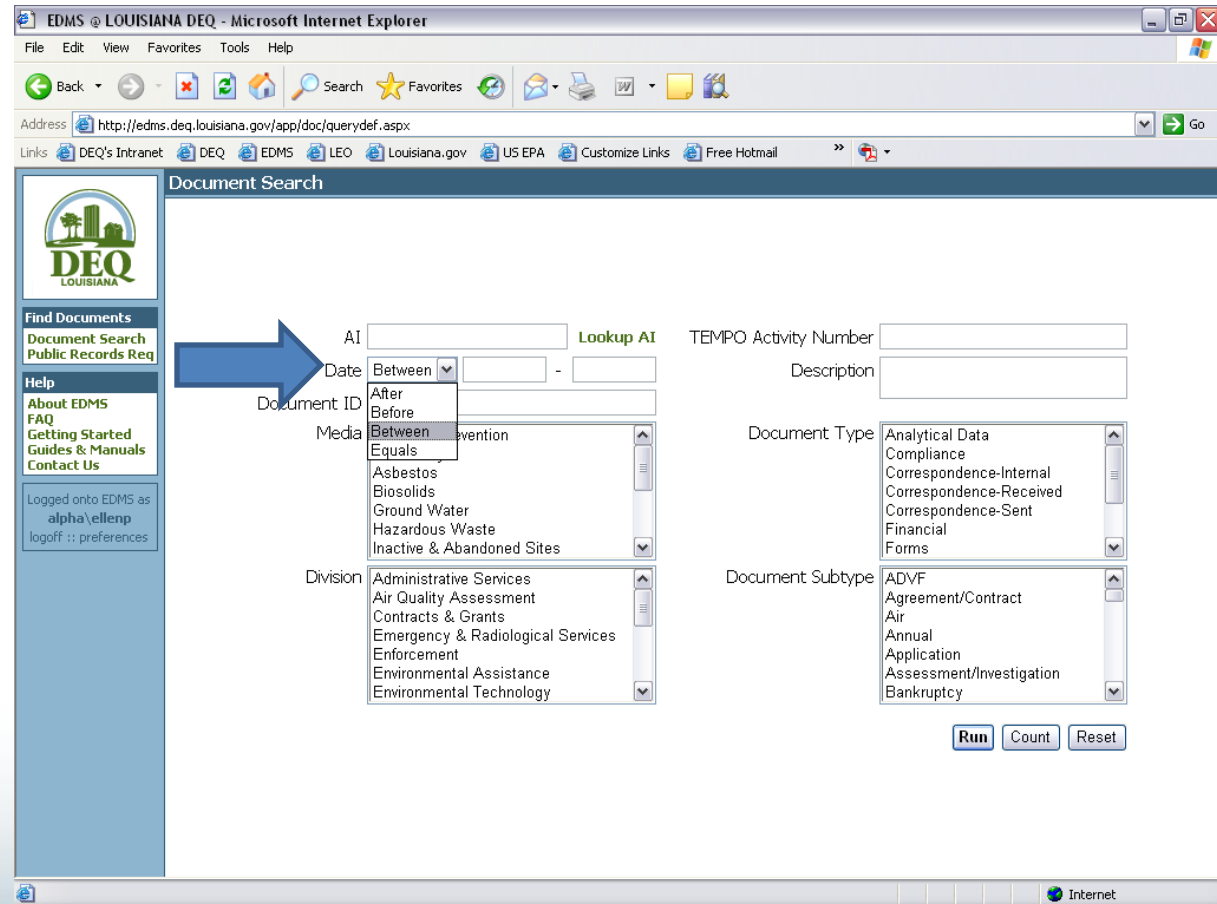 EDMS @ LOUISIANA DEQ - Microsoft Internet Explorer
File Edit View Favorites Tools Help
Back Search Favorites
Address http://edms.deq.louisiana.gov/app/doc/querydef.aspx Go
Links DEQ's Intranet DEQ EDMS LEO Louisiana.gov US EPA Customize Links Free Hotmail »
DEQ
LOUISIANA
Find Documents
Document Search
Public Records Req
Help
About EDMS
FAQ
Getting Started
Guides & Manuals
Contact Us
Logged onto EDMS as
alpha\ellenp
logoff :: preferences
Document Search
AI Lookup AI
Date Between -
After
Before
Between
Equals
Document ID
Media
Asbestos
Biosolids
Ground Water
Hazardous Waste
Inactive & Abandoned Sites
Division
Administrative Services
Air Quality Assessment
Contracts & Grants
Emergency & Radiological Services
Enforcement
Environmental Assistance
Environmental Technology
TEMPO Activity Number
Description
Document Type
Analytical Data
Compliance
Correspondence-Internal
Correspondence-Received
Correspondence-Sent
Financial
Forms
Document Subtype
ADVF
Agreement/Contract
Air
Annual
Application
Assessment/Investigation
Bankruptcy
Run Count Reset
Internet